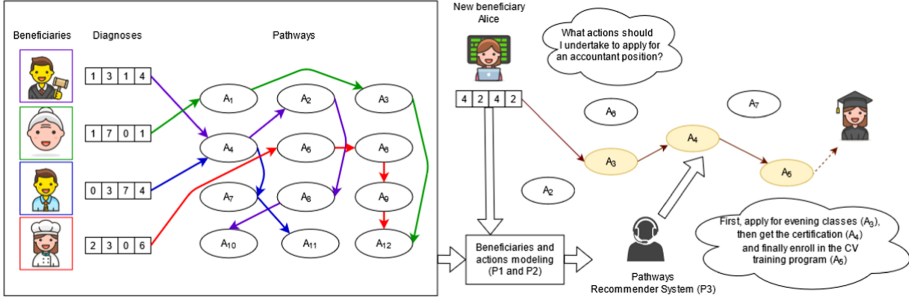 Beneficiaries
Diagnoses
Pathways
1 3 1 4
1 7 0 1
0 3 7 4
2 3 0 6
A1
A2
A3
A4
A5
A6
A7
A8
A9
A10
A11
A12
New beneficiary
Alice
What actions should
I undertake to apply for
an accountant position?
4 2 4 2
A6
A7
A4
A3
A5
A2
First, apply for evening classes (A3),
then get the certification (A4)
and finally enroll in the CV
training program (A5)
Beneficiaries and
actions modeling
(P1 and P2)
Pathways
Recommender System (P3)